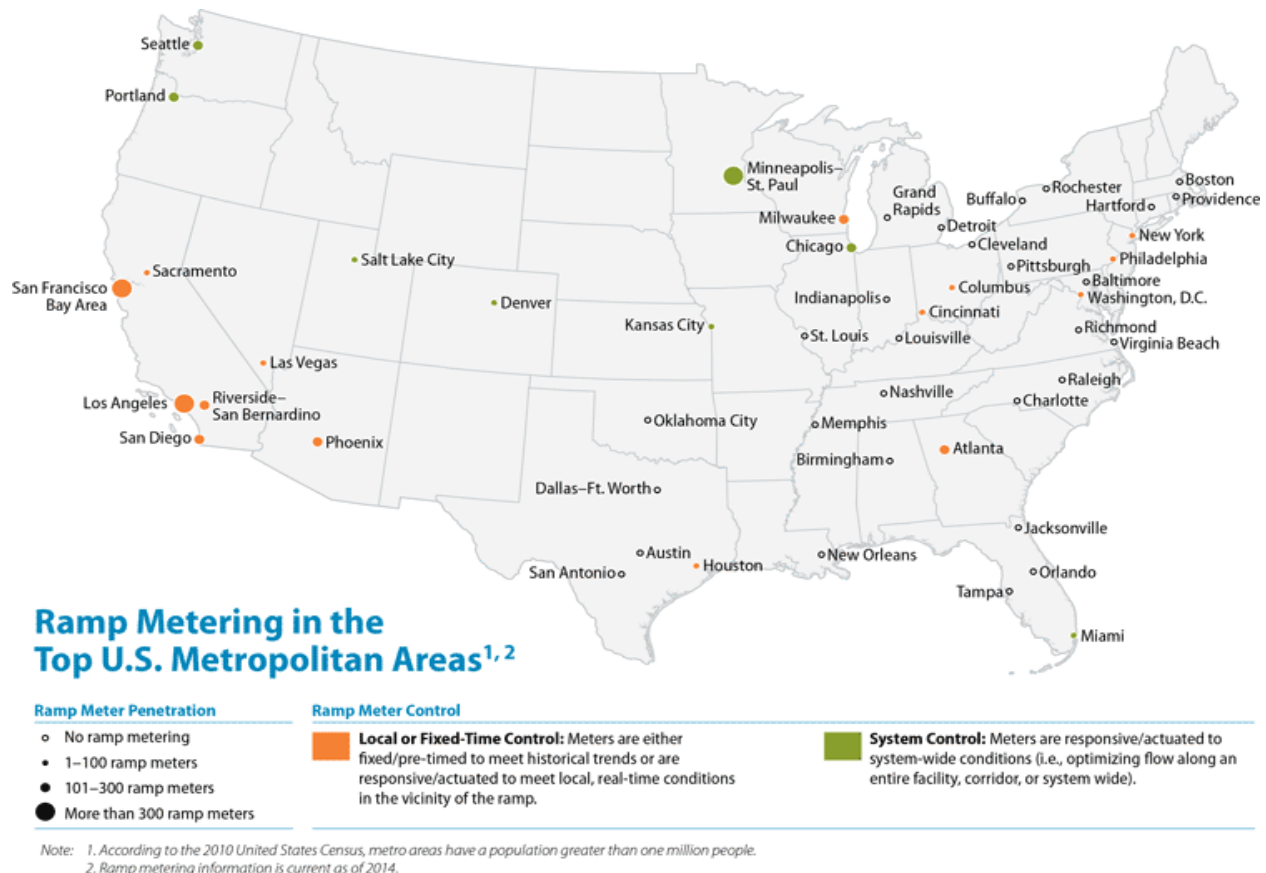 Seattle
Portland
Minneapolis–
St. Paul
Milwaukee
Chicago
Grand
Rapids
Detroit
Buffalo
Rochester
Hartford
Boston
Providence
Cleveland
New York
Pittsburgh
Philadelphia
Baltimore
Washington, D.C.
Sacramento
San Francisco
Bay Area
Salt Lake City
Denver
Kansas City
Indianapolis
Columbus
Cincinnati
St. Louis
Louisville
Richmond
Virginia Beach
Las Vegas
Los Angeles
Riverside–
San Bernardino
San Diego
Phoenix
Oklahoma City
Nashville
Memphis
Raleigh
Charlotte
Birmingham
Atlanta
Dallas–Ft. Worth
Austin
San Antonio
Houston
New Orleans
Jacksonville
Orlando
Tampa
Miami
Ramp Metering in the
Top U.S. Metropolitan Areas1, 2
Ramp Meter Penetration
No ramp metering
1–100 ramp meters
101–300 ramp meters
More than 300 ramp meters
Ramp Meter Control
Local or Fixed-Time Control: Meters are either
fixed/pre-timed to meet historical trends or are
responsive/actuated to meet local, real-time conditions
in the vicinity of the ramp.
System Control: Meters are responsive/actuated to
system-wide conditions (i.e., optimizing flow along an
entire facility, corridor, or system wide).
Note: 1. According to the 2010 United States Census, metro areas have a population greater than one million people.
2. Ramp metering information is current as of 2014.